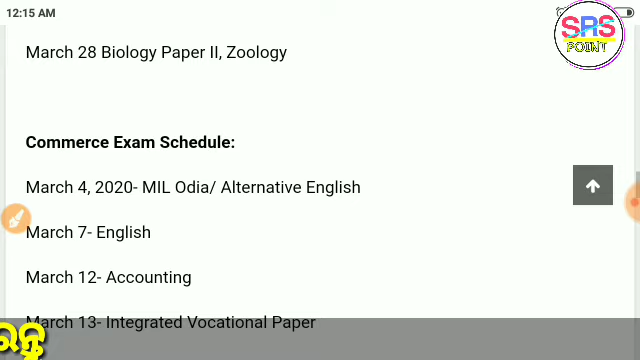 12:15 AM
SRS
POINT
March 28 Biology Paper II, Zoology
Commerce Exam Schedule:
March 4, 2020- MIL Odia/ Alternative English
March 7- English
March 12- Accounting
March 13- Integrated Vocational Paper